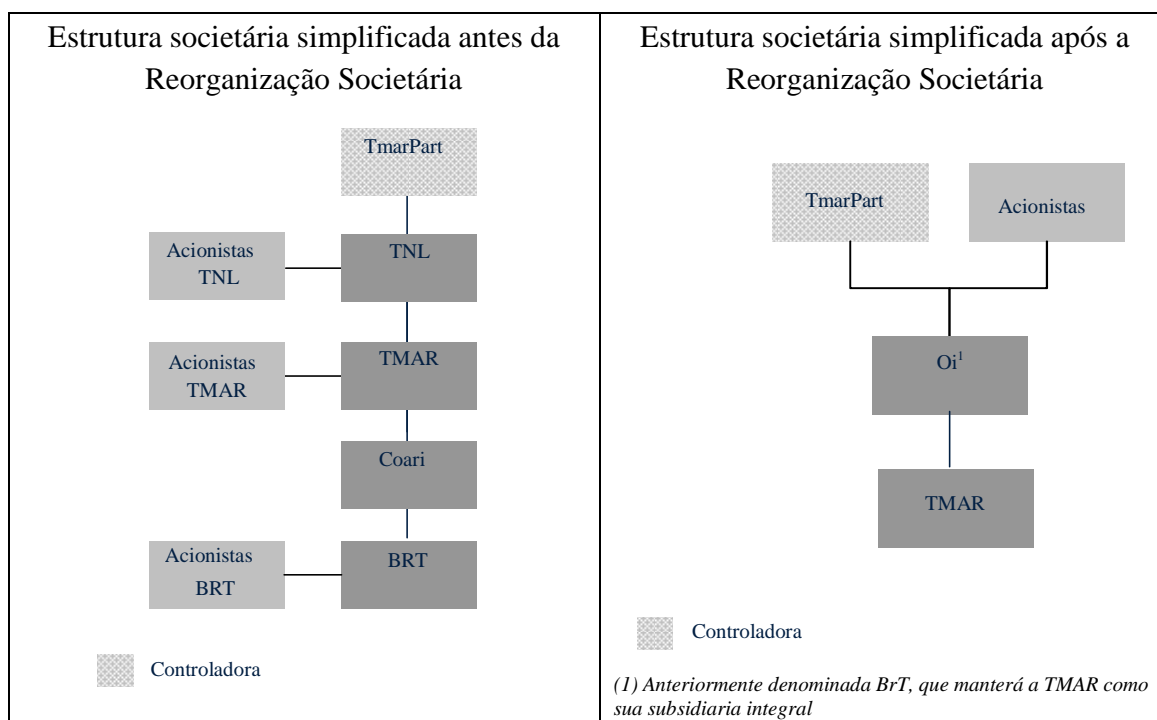 Estrutura societária simplificada antes da
Reorganização Societária
TmarPart
Acionistas
TNL
TNL
Acionistas
TMAR
TMAR
Coari
Acionistas
BRT
BRT
Controladora
Estrutura societária simplificada após a
Reorganização Societária
TmarPart
Acionistas
Oi¹
TMAR
Controladora
(1) Anteriormente denominada BrT, que manterá a TMAR como
sua subsidiaria integral